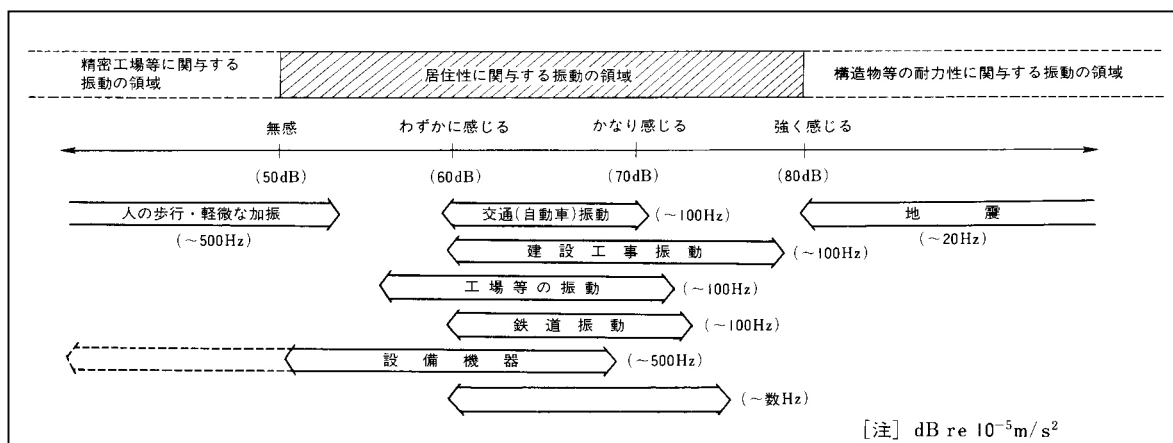 精密工場等に関与する
振動の領域
居住性に関与する振動の領域
構造物等の耐力性に関与する振動の領域
無感
わずかに感じる
かなり感じる
強く感じる
(50dB)
(60dB)
(70dB)
(80dB)
人の歩行・軽微な加振
(～500Hz)
交通(自動車)振動
(～100Hz)
地震
(～20Hz)
建設工事振動
(～100Hz)
工場等の振動
(～100Hz)
鉄道振動
(～100Hz)
設備機器
(～500Hz)
(～数Hz)
[注] dB re 10⁻⁵m/s²